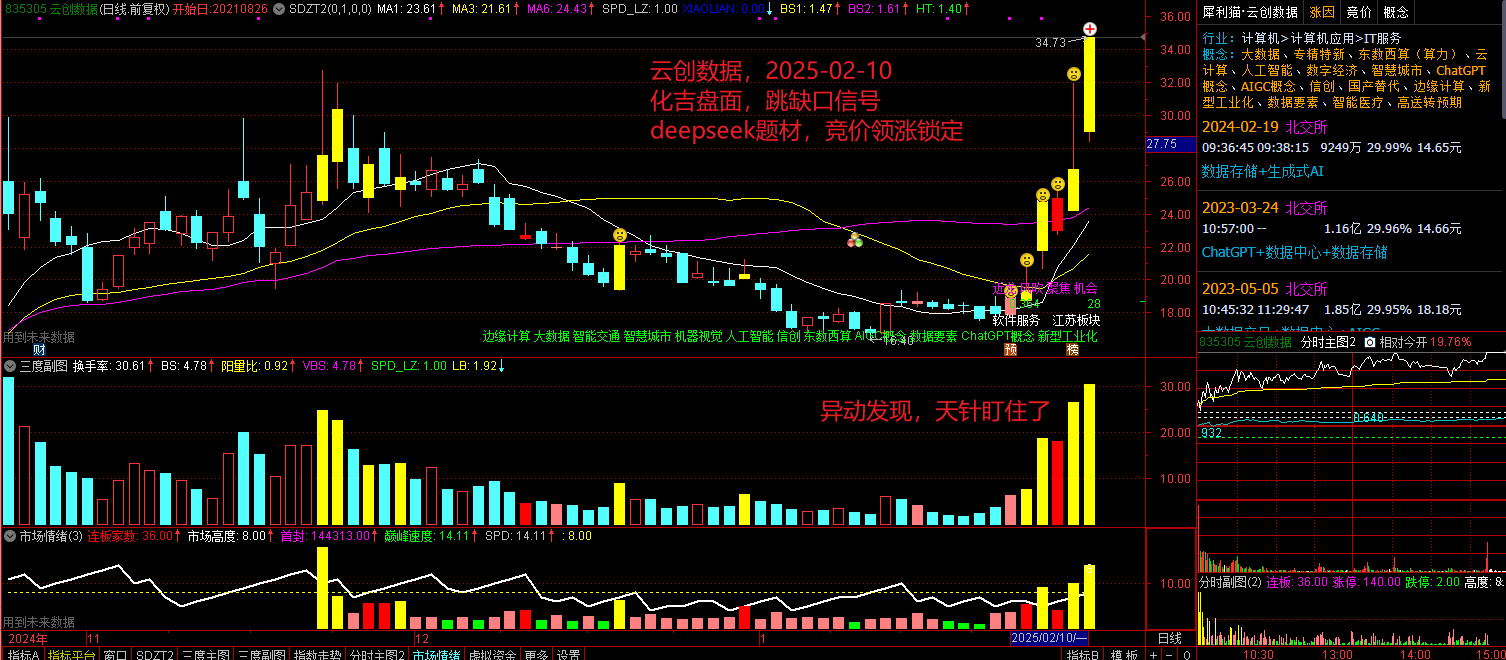 835305 云创数据(日线.前复权) 开始日:20210826 SDZT2(0,1,0,0) MA1: 23.61↑ MA3: 21.61↑ MA6: 24.43↑ SPD_LZ: 1.00 XIAOLIAN: 0.00↓ BS1: 1.47↑ BS2: 1.61↑ HT: 1.40↑
34.73
云创数据，2025-02-10
化吉盘面，跳缺口信号
deepseek题材，竞价领涨锁定
36.00
34.00
32.00
30.00
27.75
26.00
24.00
22.00
20.00
18.00
聚焦 机会
28
软件服务 江苏板块
边缘计算 大数据 智能交通 智慧城市 机器视觉 人工智能 信创 东数西算 AIGC概念 数据要素 ChatGPT概念 新型工业化
16.40
用到未来数据
财
预
榜
三度副图 换手率: 30.61↑ BS: 4.78↑ 阳量比: 0.92↑ VBS: 4.78↑ SPD_LZ: 1.00 LB: 1.92↓
异动发现，天针盯住了
30.00
20.00
10.00
市场情绪(3) 连板家数: 36.00↑ 市场高度: 8.00↑ 首封: 144313.00↑ 巅峰速度: 14.11↑ SPD: 14.11↑ : 8.00
10.00
用到未来数据
2024年 11 12 1 2025/02/10/一 日线
指标A 指标平台 窗口 SDZT2 三度主图 三度副图 指数走势 分时主图2 市场情绪 虚拟资金 更多 设置 指标B 模板 + - 0
犀利猫·云创数据 涨因 竞价 概念
行业: 计算机>计算机应用>IT服务
概念: 大数据、专精特新、东数西算（算力）、云
计算、人工智能、数字经济、智慧城市、ChatGPT
概念、AIGC概念、信创、国产替代、边缘计算、新
型工业化、数据要素、智能医疗、高送转预期
2024-02-19 北交所
09:36:45 09:38:15 9249万 29.99% 14.65元
数据存储+生成式AI
2023-03-24 北交所
10:57:00 -- 1.16亿 29.96% 14.66元
ChatGPT+数据中心+数据存储
2023-05-05 北交所
10:45:32 11:29:47 1.85亿 29.95% 18.18元
大数据产品+数据中心+AIGC
835305 云创数据 分时主图2 相对今开 19.76%
0.640
932
分时副图(2) 连板: 36.00 涨停: 140.00 跌停: 2.00 高度: 8.
10:30 13:00 14:00 15:00